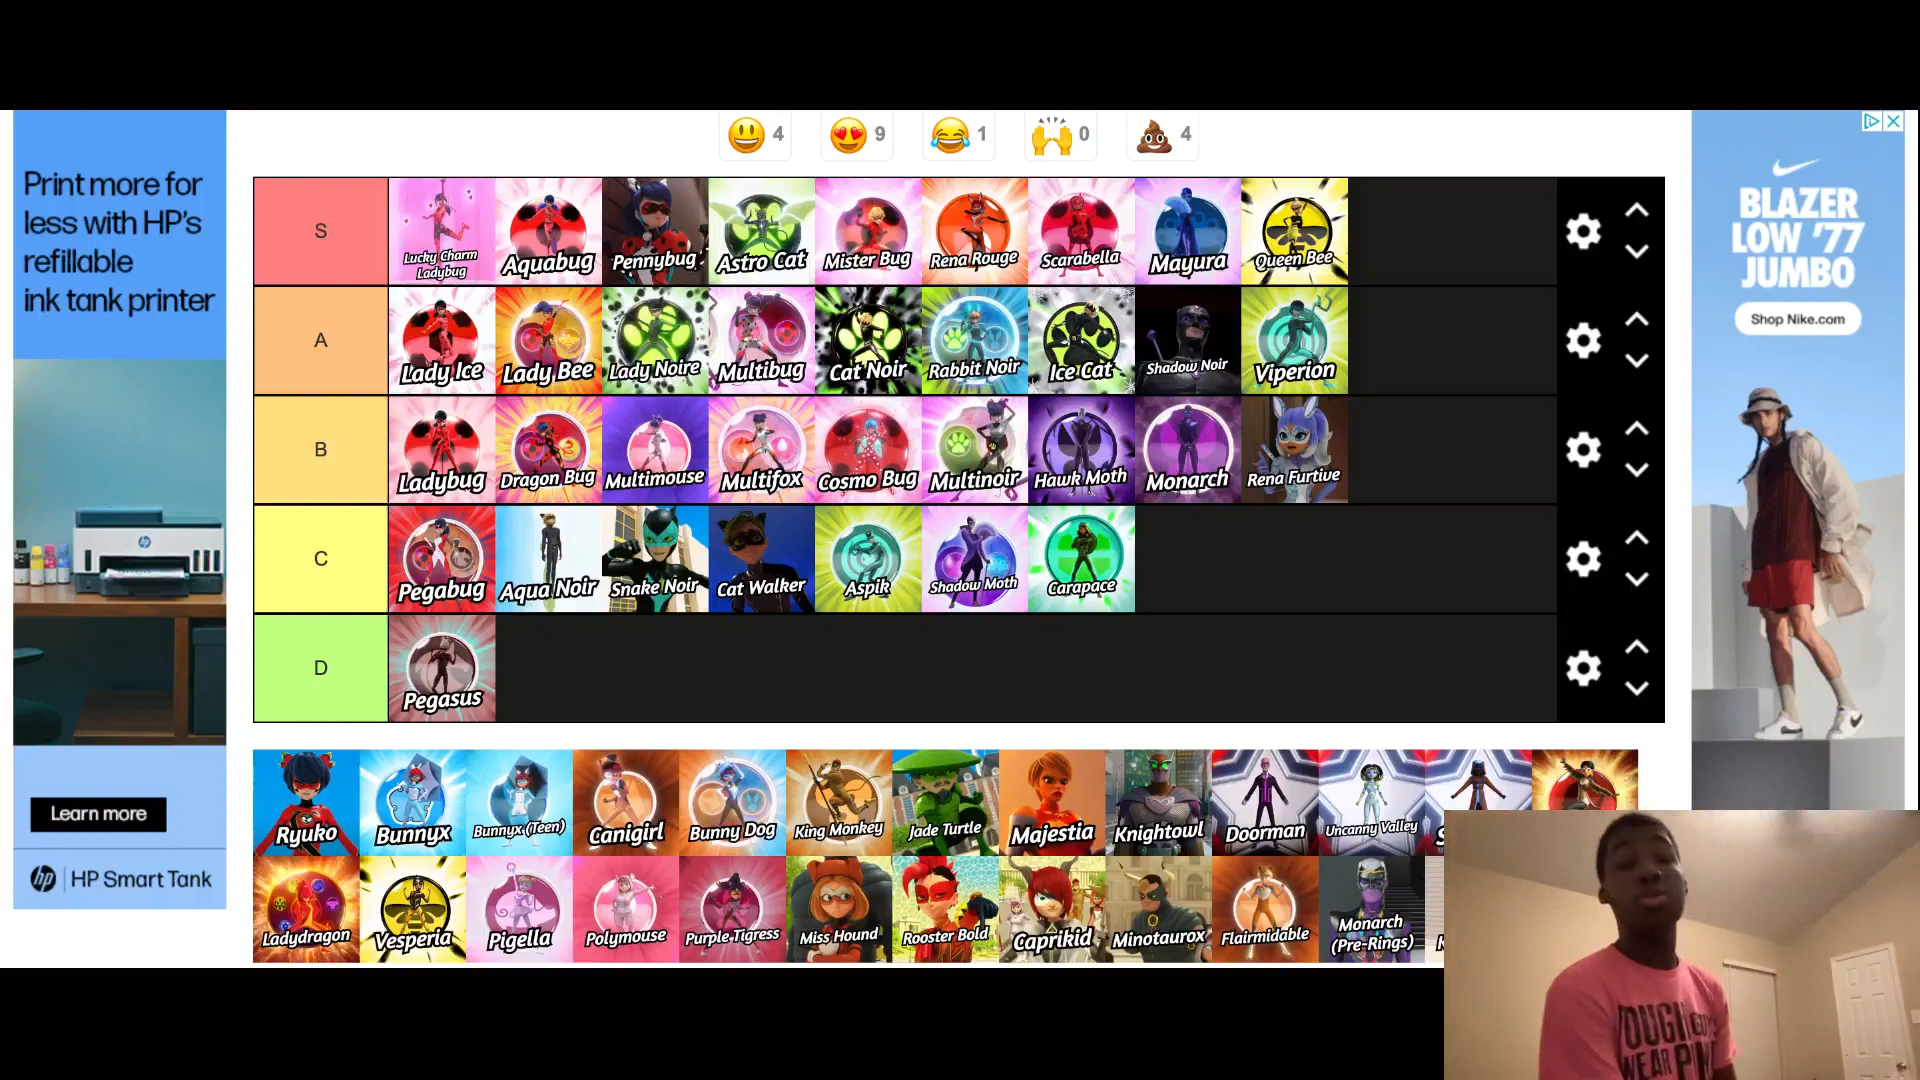 4
9
1
0
4
Print more for
less with HP's
refillable
ink tank printer
hp
Learn more
hp HP Smart Tank
BLAZER
LOW '77
JUMBO
Shop Nike.com
S
Lucky Charm
Ladybug
Aquabug
Pennybug
Astro Cat
Mister Bug
Rena Rouge
Scarabella
Mayura
Queen Bee
A
Lady Ice
Lady Bee
Lady Noire
Multibug
Cat Noir
Rabbit Noir
Ice Cat
Shadow Noir
Viperion
B
Ladybug
Dragon Bug
Multimouse
Multifox
Cosmo Bug
Multinoir
Hawk Moth
Monarch
Rena Furtive
C
Pegabug
Aqua Noir
Snake Noir
Cat Walker
Aspik
Shadow Moth
Carapace
D
Pegasus
Ryuko
Bunnyx
Bunnyx (Teen)
Canigirl
Bunny Dog
King Monkey
Jade Turtle
Majestia
Knightowl
Doorman
Uncanny Valley
Ladydragon
Vesperia
Pigella
Polymouse
Purple Tigress
Miss Hound
Rooster Bold
Caprikid
Minotaurox
Flairmidable
Monarch
(Pre-Rings)
WEAR